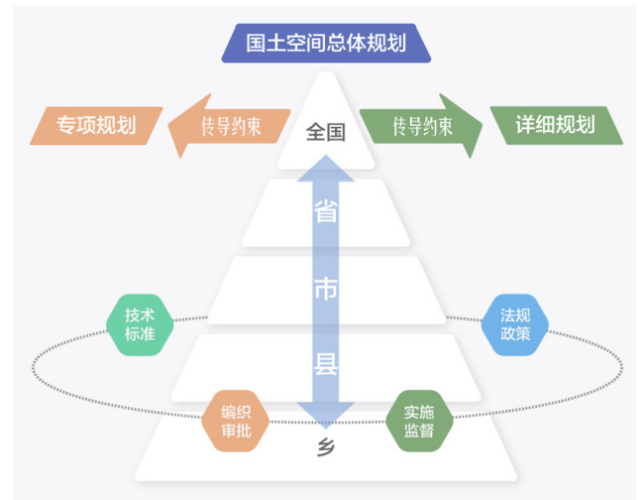 国土空间总体规划
专项规划
传导约束
全国
传导约束
详细规划
省
市
技术
标准
法规
政策
县
编织
审批
实施
监督
乡